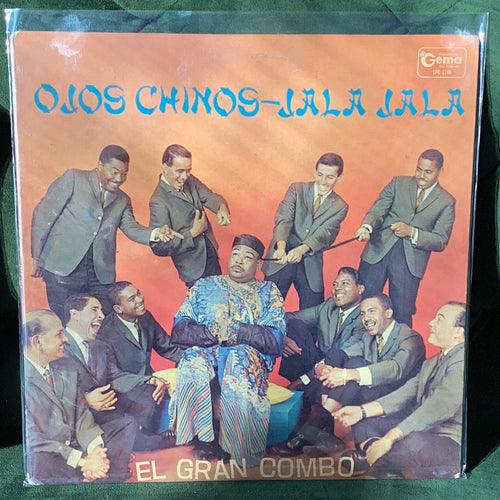 Gema
OJOS CHINOS-JALA JALA
EL GRAN COMBO